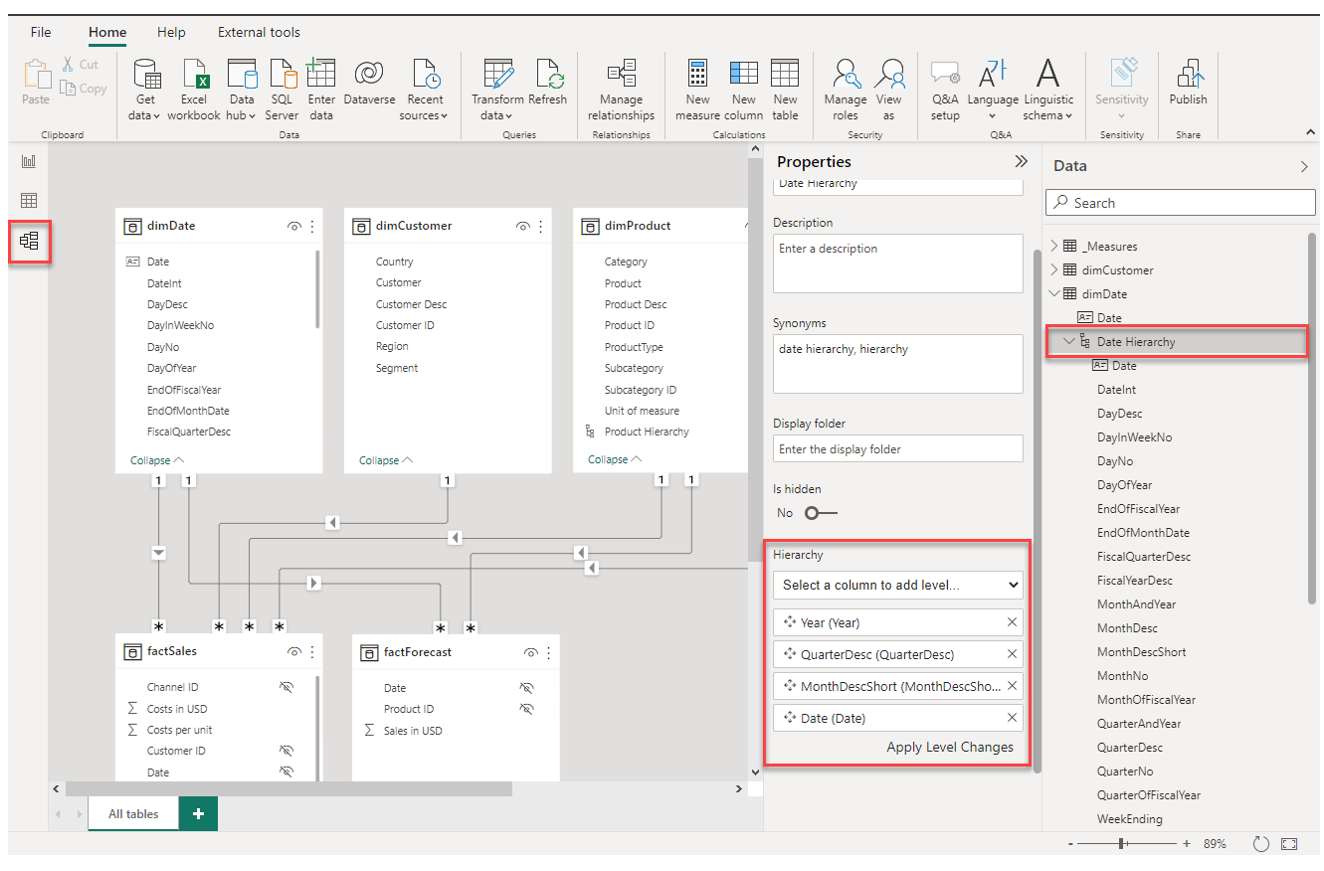 File Home Help External tools
Paste
Cut
Copy
Get data
Excel workbook
Data hub
SQL Server
Enter data
Dataverse
Recent sources
Transform data
Refresh
Manage relationships
New measure
New column
New table
Manage roles
View as
Q&A setup
Language
Linguistic schema
Sensitivity
Publish
Clipboard Data Queries Relationships Calculations Security Q&A Sensitivity Share
dimDate
Date
DateInt
DayDesc
DayInWeekNo
DayNo
DayOfYear
EndOfFiscalYear
EndOfMonthDate
FiscalQuarterDesc
Collapse
dimCustomer
Country
Customer
Customer Desc
Customer ID
Region
Segment
Collapse
dimProduct
Category
Product
Product Desc
Product ID
ProductType
Subcategory
Subcategory ID
Unit of measure
Product Hierarchy
Collapse
1 1 1 1 1
* * * * * *
factSales
Channel ID
Σ Costs in USD
Σ Costs per unit
Customer ID
Date
factForecast
Date
Product ID
Σ Sales in USD
All tables +
Properties
Date Hierarchy
Description
Enter a description
Synonyms
date hierarchy, hierarchy
Display folder
Enter the display folder
Is hidden
No
Hierarchy
Select a column to add level...
Year (Year)
QuarterDesc (QuarterDesc)
MonthDescShort (MonthDescSho...
Date (Date)
Apply Level Changes
Data
Search
_Measures
dimCustomer
dimDate
Date
Date Hierarchy
Date
DateInt
DayDesc
DayInWeekNo
DayNo
DayOfYear
EndOfFiscalYear
EndOfMonthDate
FiscalQuarterDesc
FiscalYearDesc
MonthAndYear
MonthDesc
MonthDescShort
MonthNo
MonthOfFiscalYear
QuarterAndYear
QuarterDesc
QuarterNo
QuarterOfFiscalYear
WeekEnding
- + 89%